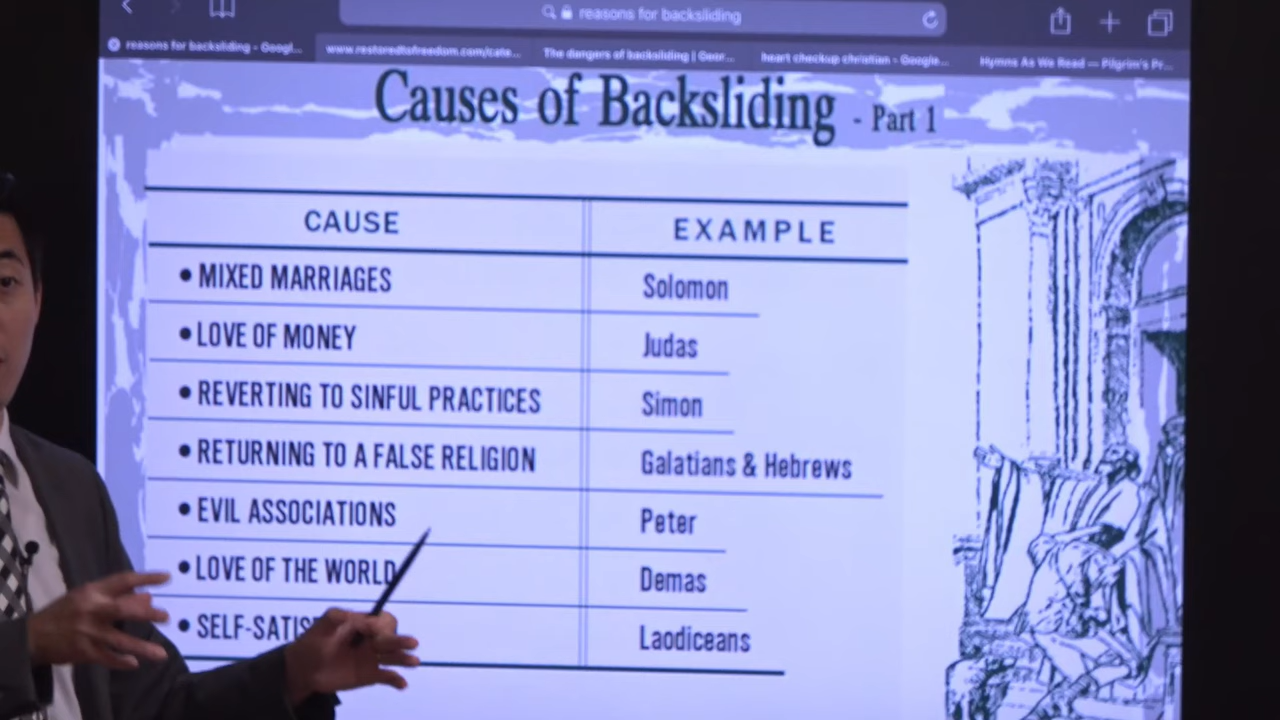 reasons for backsliding
reasons for backsliding - Googl...
www.restoredtofreedom.com/cate...
The dangers of backsliding | Geor...
heart checkup christian - Google...
Hymns As We Read — Pilgrim's Pr...
Causes of Backsliding - Part 1
CAUSE EXAMPLE
• MIXED MARRIAGES Solomon
• LOVE OF MONEY Judas
• REVERTING TO SINFUL PRACTICES Simon
• RETURNING TO A FALSE RELIGION Galatians & Hebrews
• EVIL ASSOCIATIONS Peter
• LOVE OF THE WORLD Demas
• SELF-SATIS Laodiceans